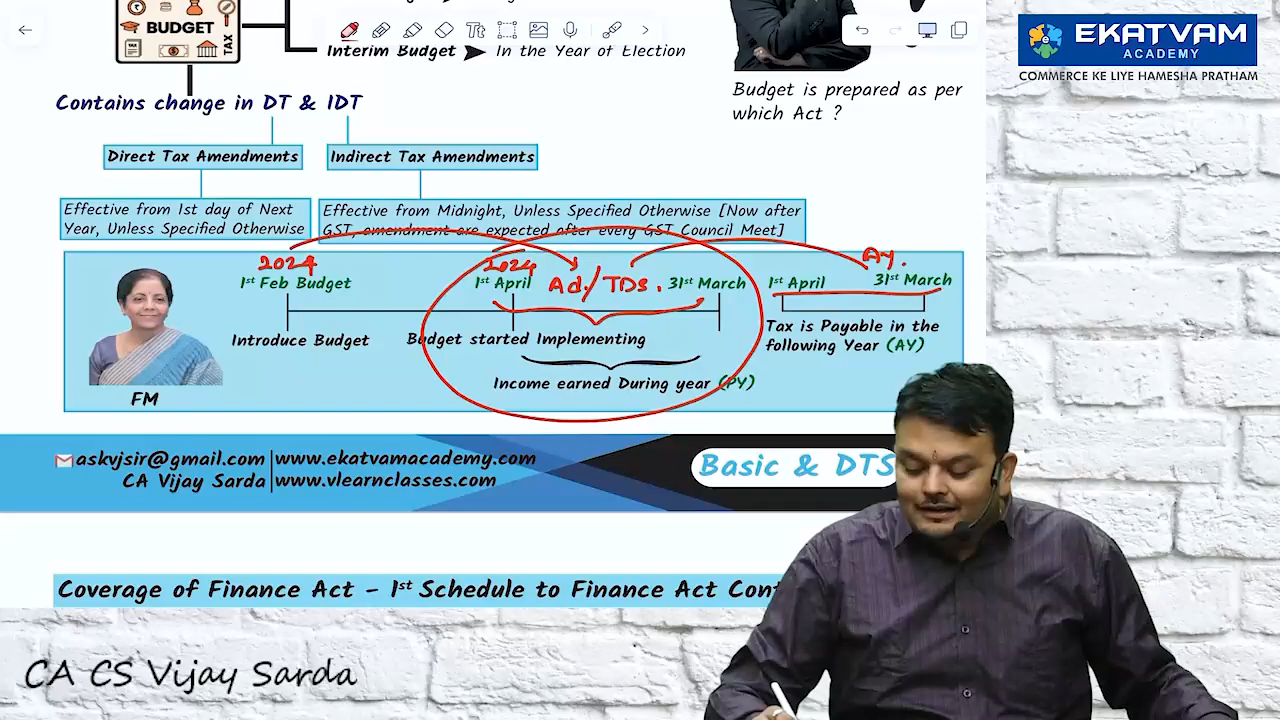 BUDGET
TAX
Interim Budget ➤ In the Year of Election
Contains change in DT & IDT
Budget is prepared as per
which Act ?
Direct Tax Amendments
Indirect Tax Amendments
Effective from 1st day of Next
Year, Unless Specified Otherwise
Effective from Midnight, Unless Specified Otherwise [Now after
GST, amendment are expected after every GST Council Meet]
2024
1st Feb Budget
2024
1st April
Ad./TDS.
31st March
AY.
1st April
31st March
Introduce Budget
Budget started Implementing
Tax is Payable in the
following Year (AY)
Income earned During year (PY)
FM
askvjsir@gmail.com | www.ekatvamacademy.com
CA Vijay Sarda | www.vlearnclasses.com
Basic & DTS
Coverage of Finance Act - 1st Schedule to Finance Act
CA CS Vijay Sarda
EKATVAM
ACADEMY
COMMERCE KE LIYE HAMESHA PRATHAM